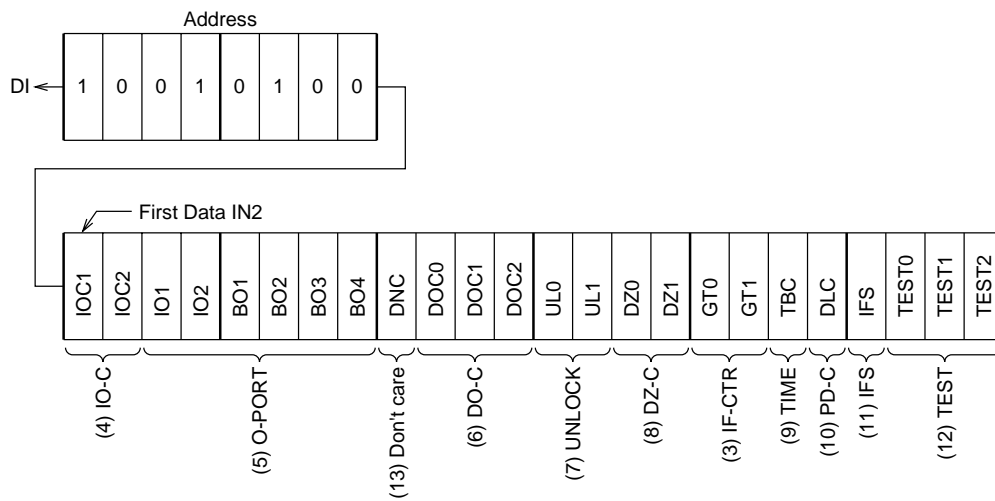 Address
DI 1 0 0 1 0 1 0 0
First Data IN2
IOC1 IOC2 IO1 IO2 BO1 BO2 BO3 BO4 DNC DOC0 DOC1 DOC2 UL0 UL1 DZ0 DZ1 GT0 GT1 TBC DLC IFS TEST0 TEST1 TEST2
(4) IO-C
(5) O-PORT
(13) Don't care
(6) DO-C
(7) UNLOCK
(8) DZ-C
(3) IF-CTR
(9) TIME
(10) PD-C
(11) IFS
(12) TEST